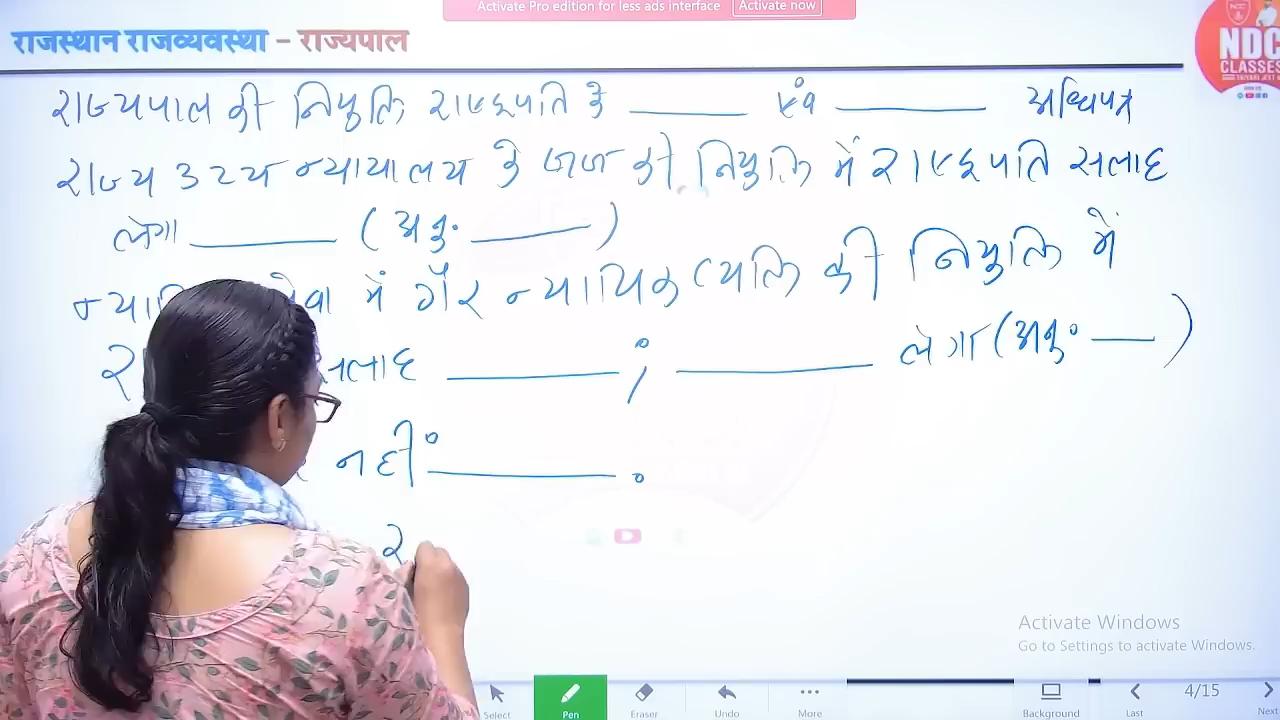 Activate Pro edition for less ads interface Activate now
राजस्थान राजव्यवस्था – राज्यपाल
NDC
CLASSES
राज्यपाल की नियुक्ति राष्ट्रपति के ______ एंव ______ अधिपत्र
राज्य उच्च न्यायालय के जज की नियुक्ति में राष्ट्रपति सलाह
लेगा ______ (अनु. ______)
सेवा में गैर न्यायिक व्यक्ति की नियुक्ति में
सलाह ______ ; ______ लेगा (अनु. ____)
नहीं ______ .
Activate Windows
Go to Settings to activate Windows.
Select Pen Eraser Undo More Background Last 4/15 Next